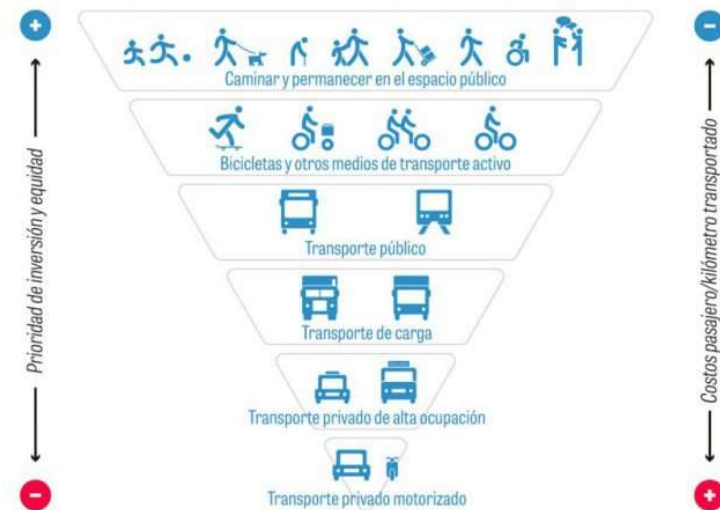 +
-
Caminar y permanecer en el espacio público
Bicicletas y otros medios de transporte activo
Transporte público
Transporte de carga
Transporte privado de alta ocupación
Transporte privado motorizado
Prioridad de inversión y equidad
Costos pasajero/kilómetro transportado
-
+